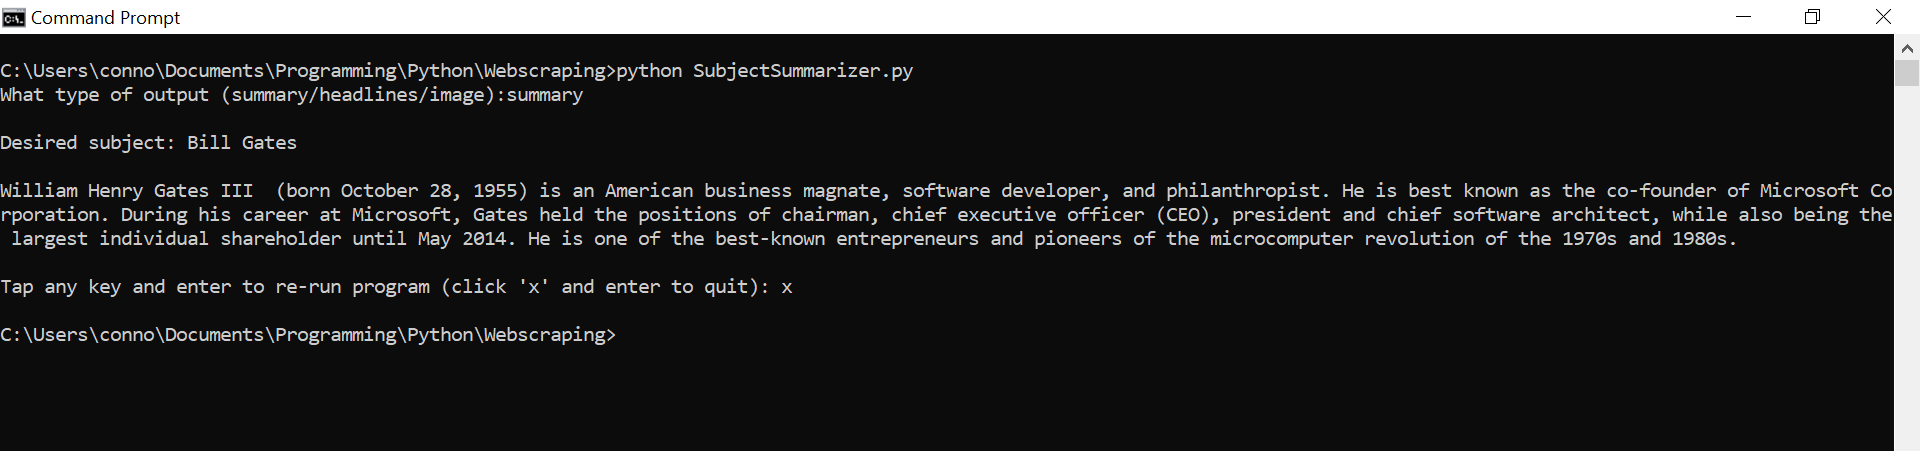 Command Prompt
C:\Users\conno\Documents\Programming\Python\Webscraping>python SubjectSummarizer.py
What type of output (summary/headlines/image):summary
Desired subject: Bill Gates
William Henry Gates III  (born October 28, 1955) is an American business magnate, software developer, and philanthropist. He is best known as the co-founder of Microsoft Co
rporation. During his career at Microsoft, Gates held the positions of chairman, chief executive officer (CEO), president and chief software architect, while also being the
 largest individual shareholder until May 2014. He is one of the best-known entrepreneurs and pioneers of the microcomputer revolution of the 1970s and 1980s.
Tap any key and enter to re-run program (click 'x' and enter to quit): x
C:\Users\conno\Documents\Programming\Python\Webscraping>